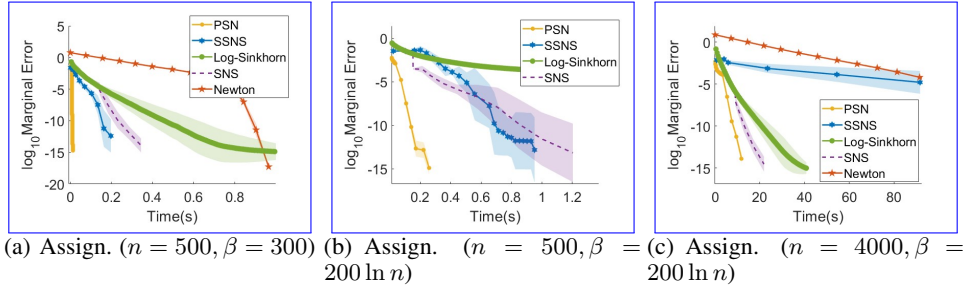 5
0
-5
-10
-15
-20
0
0.2
0.4
0.6
0.8
log10Marginal Error
Time(s)
PSN
SSNS
Log-Sinkhorn
SNS
Newton
0
-5
-10
-15
0
0.2
0.4
0.6
0.8
1
1.2
log10Marginal Error
Time(s)
PSN
SSNS
Log-Sinkhorn
SNS
0
-5
-10
-15
0
20
40
60
80
log10Marginal Error
Time(s)
PSN
SSNS
Log-Sinkhorn
SNS
Newton
(a) Assign. (n = 500, β = 300)
(b) Assign. (n = 500, β =
200 ln n)
(c) Assign. (n = 4000, β =
200 ln n)